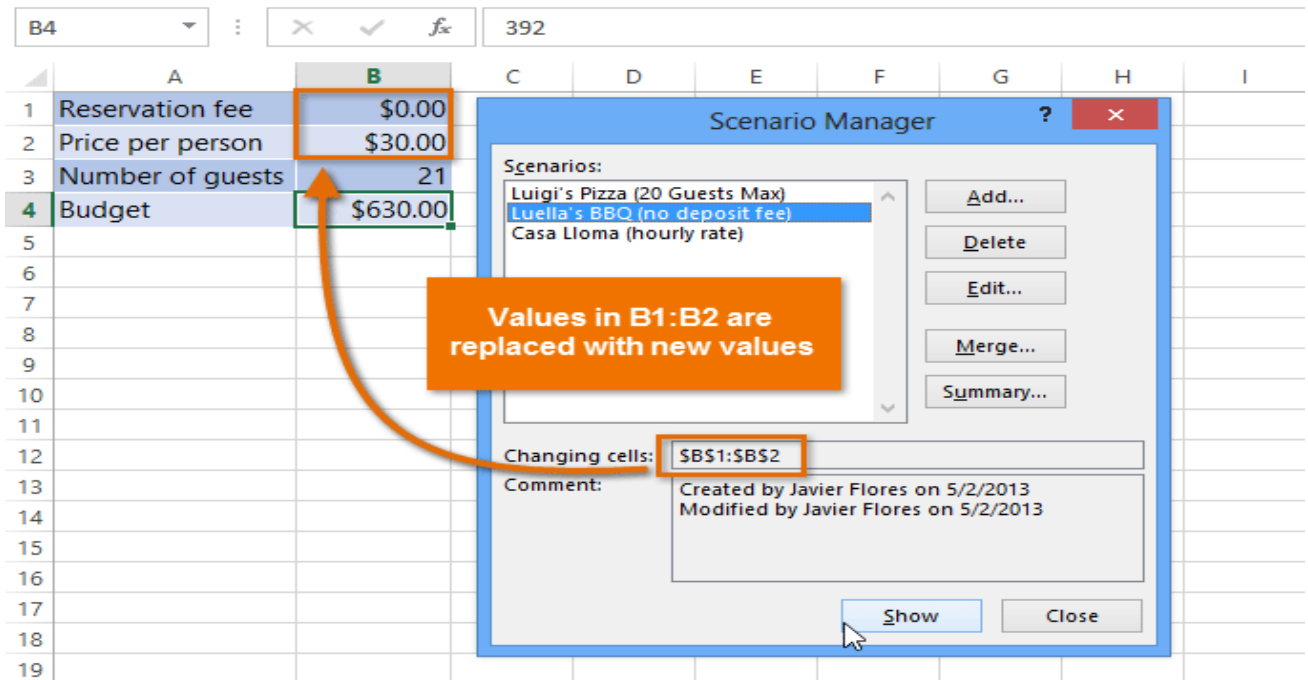 B4 fx 392
A B C D E F G H I
1 Reservation fee $0.00
2 Price per person $30.00
3 Number of guests 21
4 Budget $630.00
5
6
7
8
9
10
11
12
13
14
15
16
17
18
19
Scenario Manager ? ×
Scenarios:
Luigi's Pizza (20 Guests Max)
Luella's BBQ (no deposit fee)
Casa Lloma (hourly rate)
Add...
Delete
Edit...
Merge...
Summary...
Values in B1:B2 are
replaced with new values
Changing cells: $B$1:$B$2
Comment: Created by Javier Flores on 5/2/2013
Modified by Javier Flores on 5/2/2013
Show Close